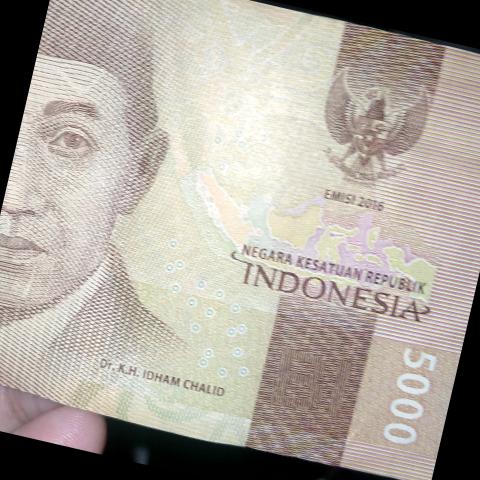 EMISI 2016
NEGARA KESATUAN REPUBLIK
INDONESIA
Dr. K.H. IDHAM CHALID
5000